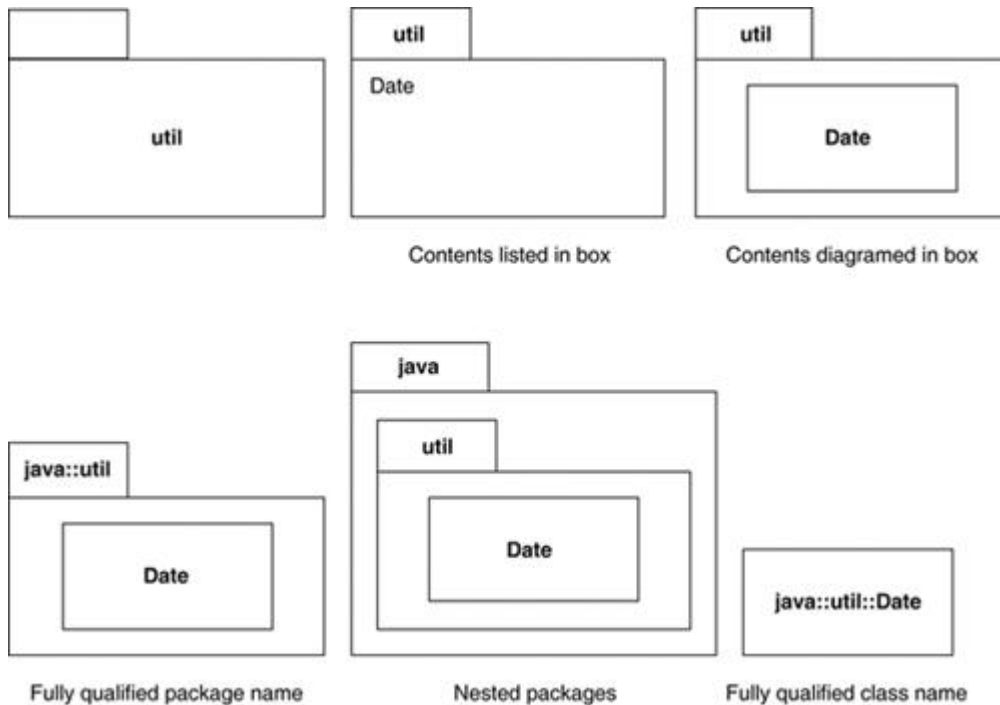 util
util
Date
util
Date
Contents listed in box
Contents diagramed in box
java::util
Date
Fully qualified package name
java
util
Date
Nested packages
java::util::Date
Fully qualified class name